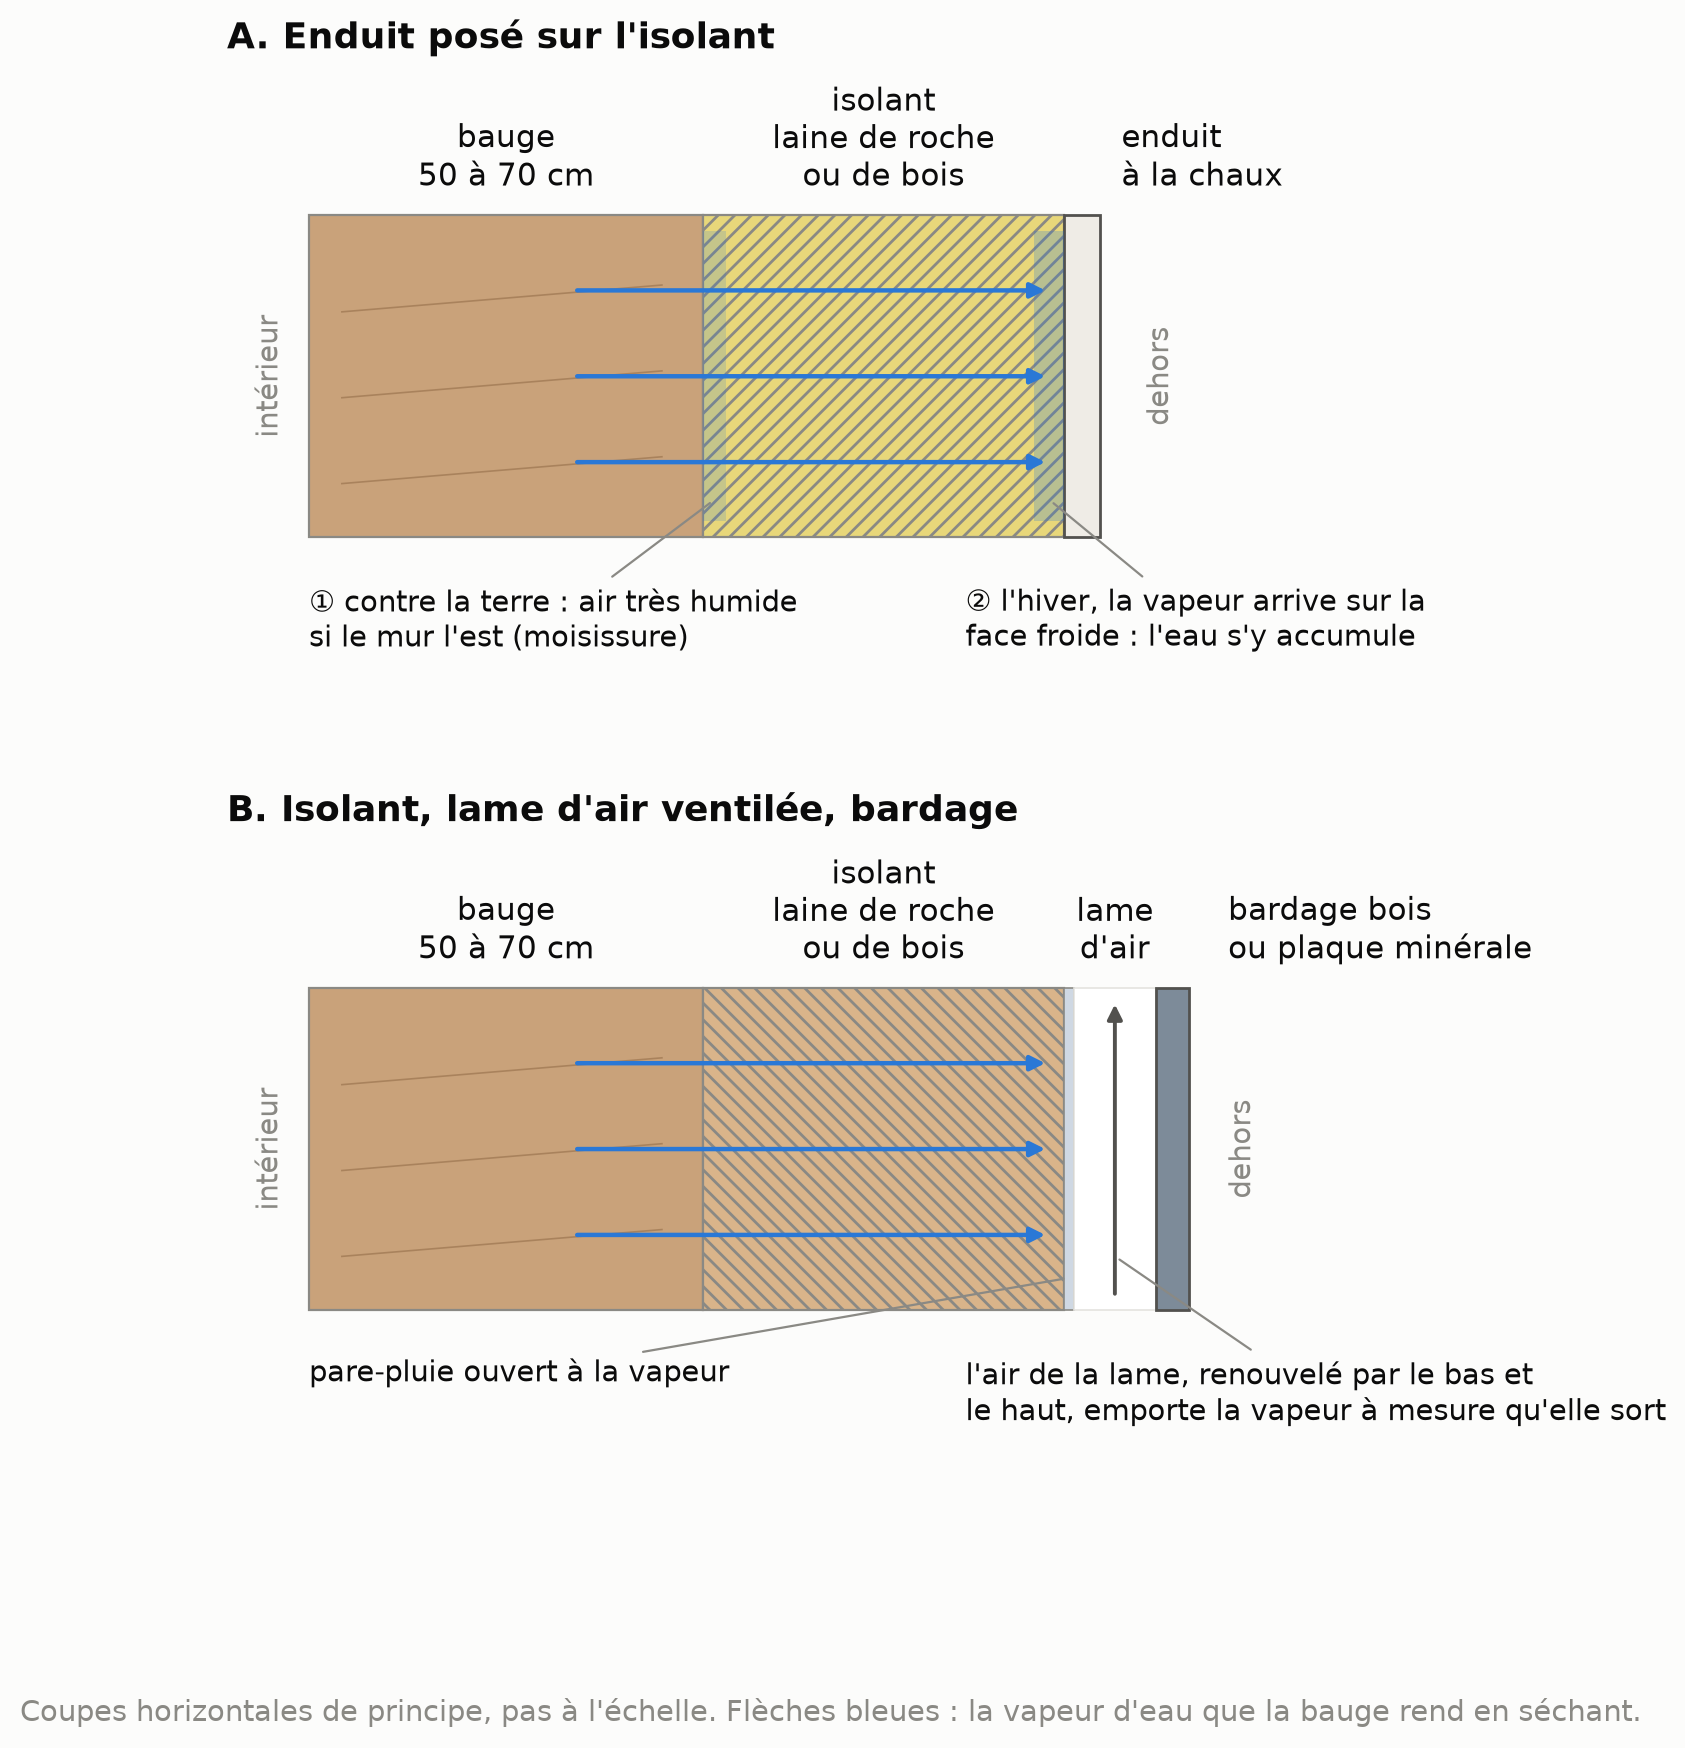 A. Enduit posé sur l'isolant
bauge
50 à 70 cm
isolant
laine de roche
ou de bois
enduit
à la chaux
intérieur
dehors
① contre la terre : air très humide
si le mur l'est (moisissure)
② l'hiver, la vapeur arrive sur la
face froide : l'eau s'y accumule
B. Isolant, lame d'air ventilée, bardage
bauge
50 à 70 cm
isolant
laine de roche
ou de bois
lame
d'air
bardage bois
ou plaque minérale
intérieur
dehors
pare-pluie ouvert à la vapeur
l'air de la lame, renouvelé par le bas et
le haut, emporte la vapeur à mesure qu'elle sort
Coupes horizontales de principe, pas à l'échelle. Flèches bleues : la vapeur d'eau que la bauge rend en séchant.